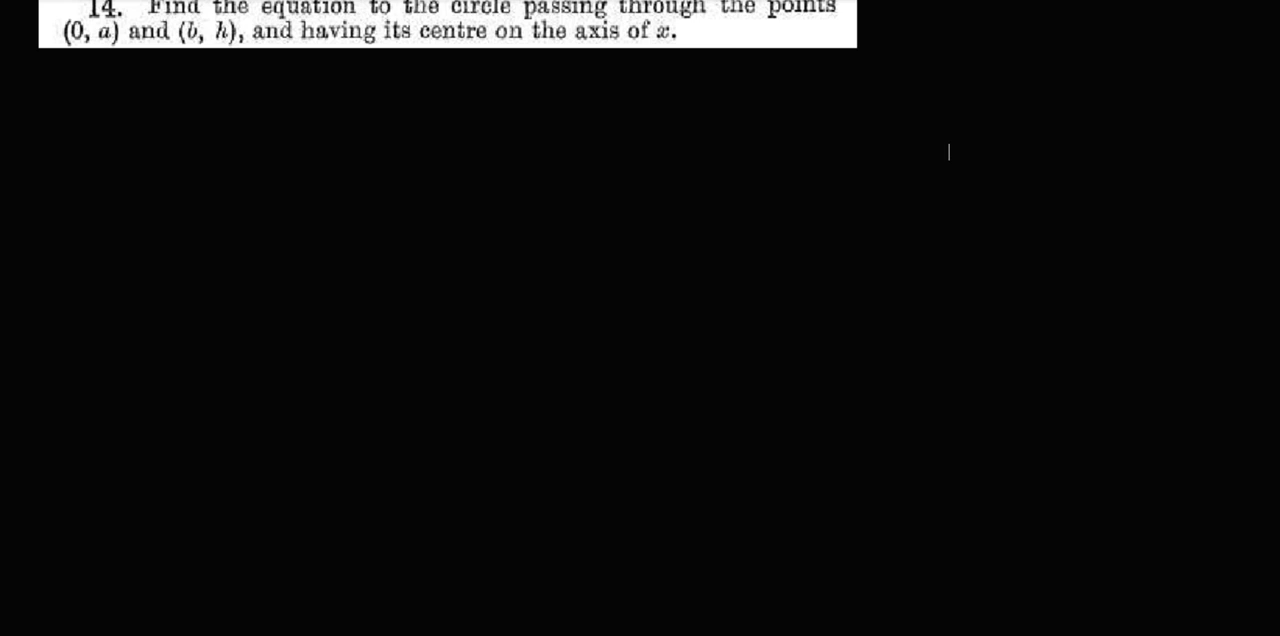 14. Find the equation to the circle passing through the points
(0, a) and (b, h), and having its centre on the axis of x.